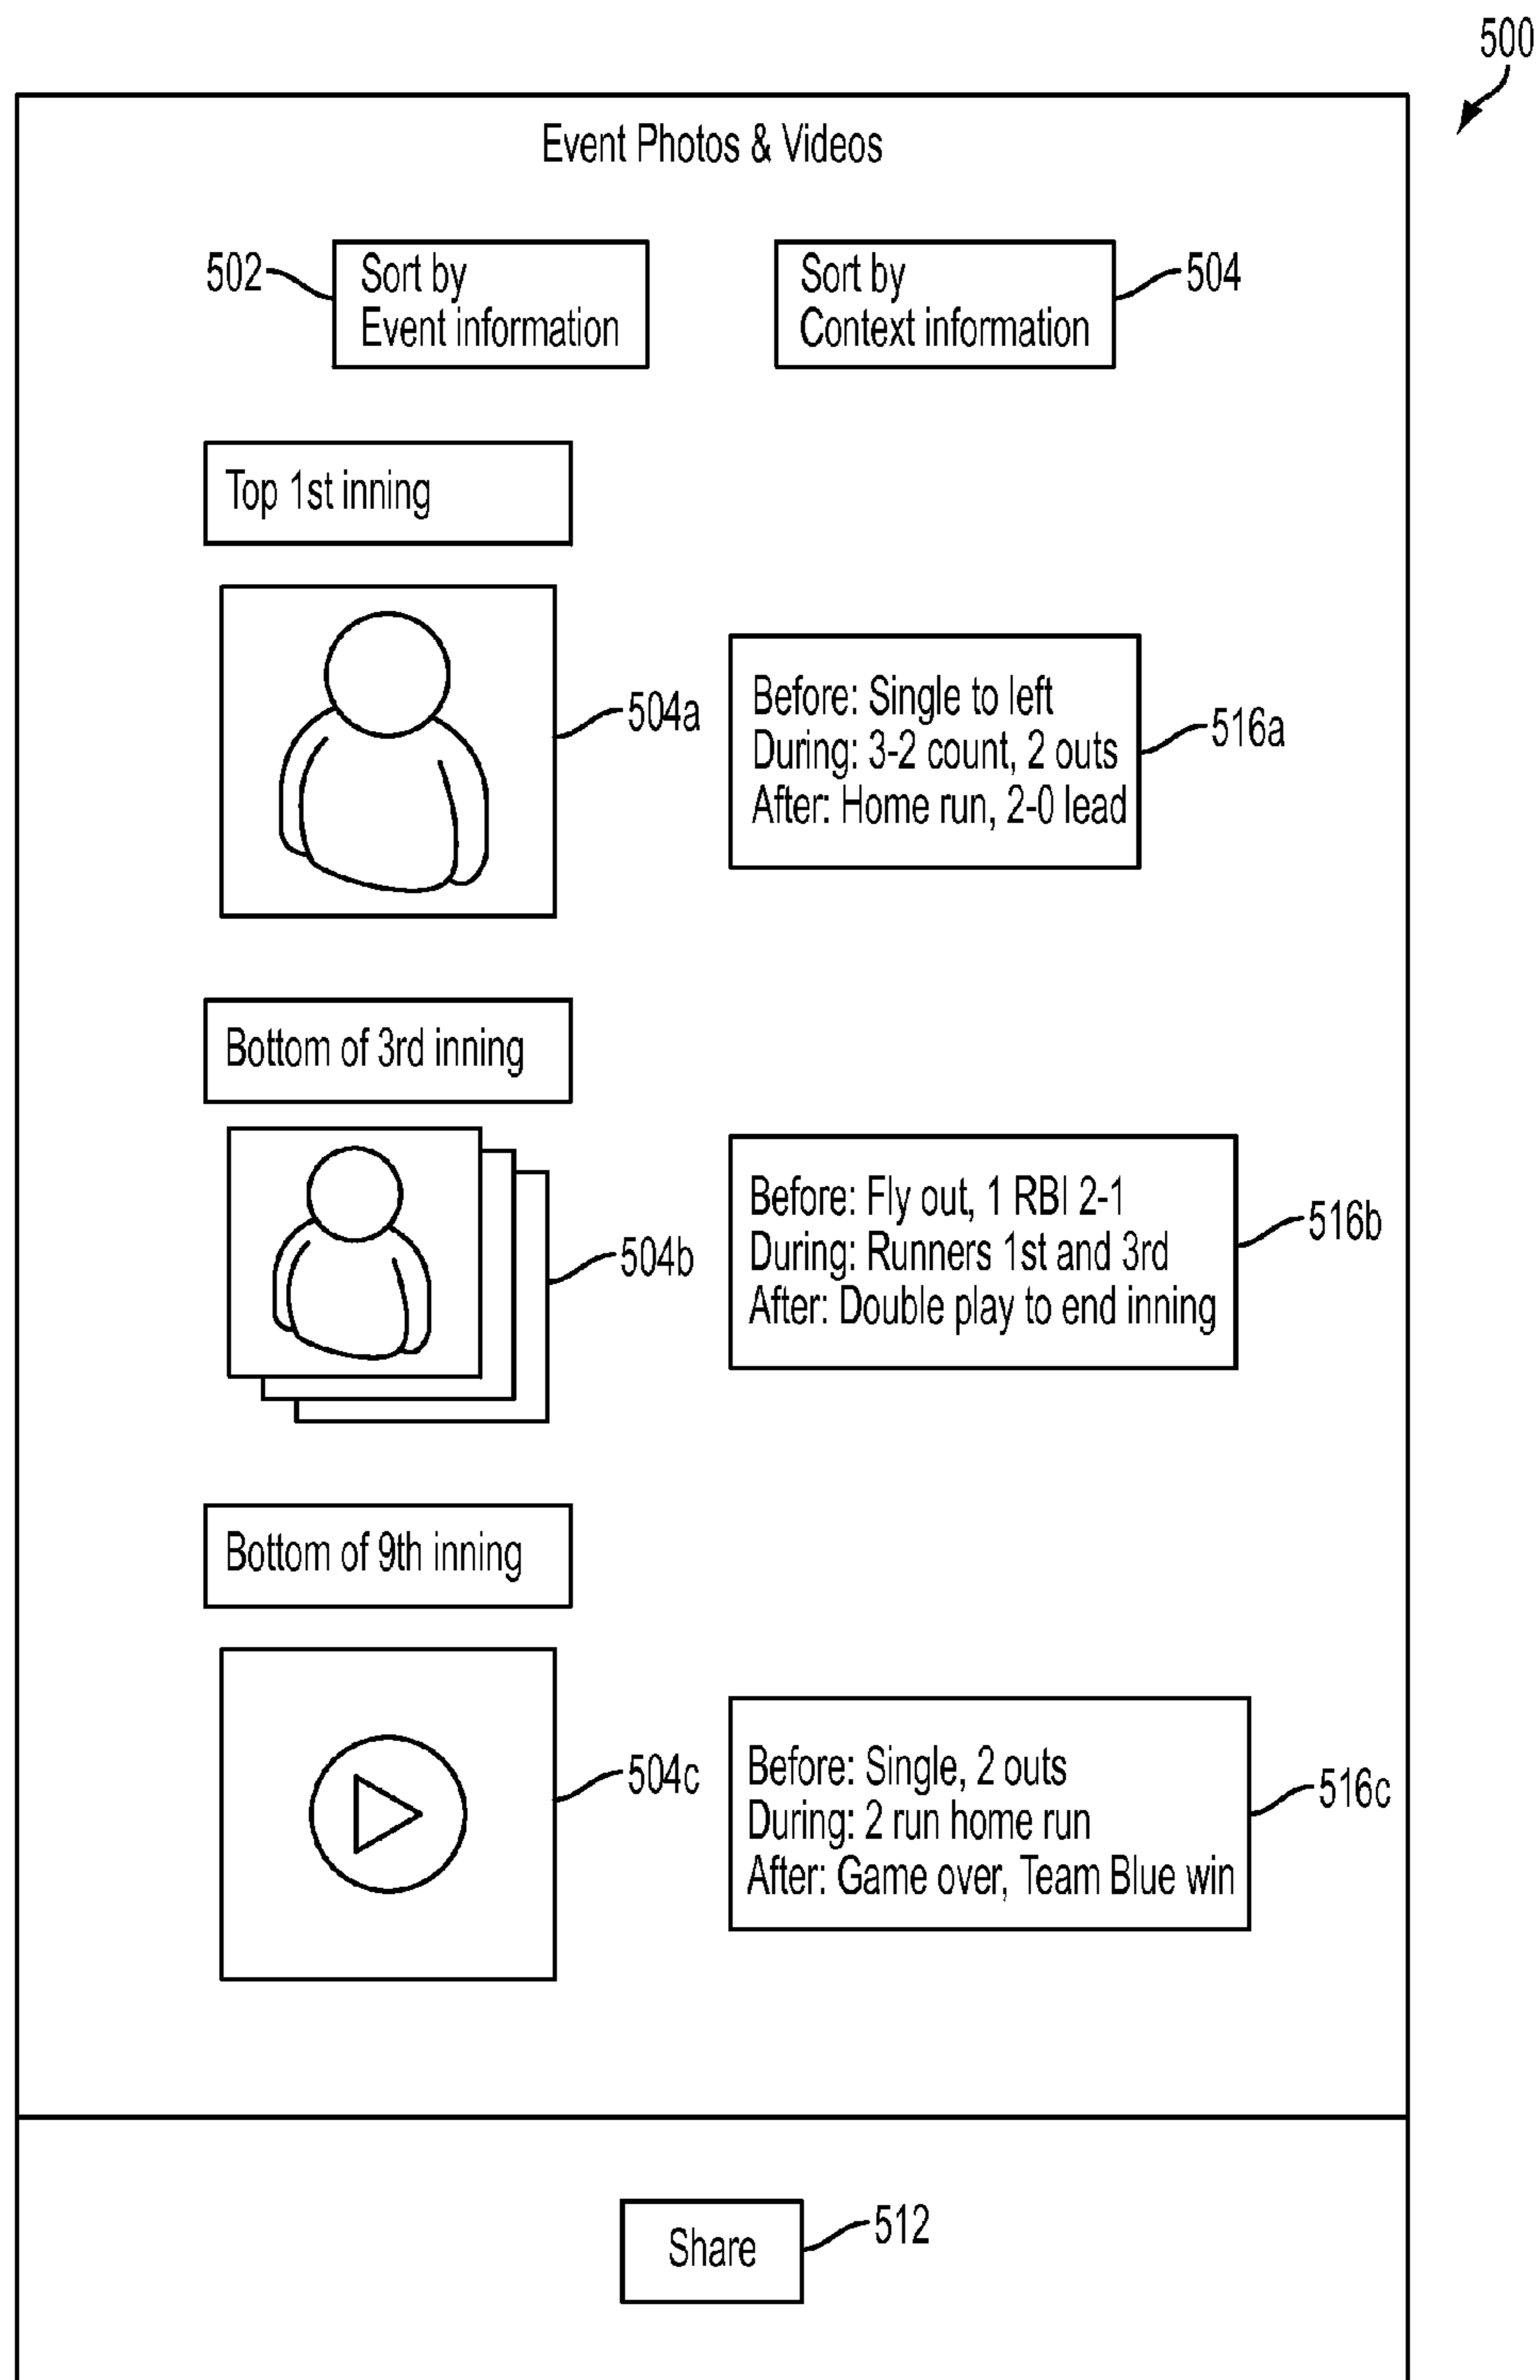 500
Event Photos & Videos
502
Sort by
Event information
Sort by
Context information
504
Top 1st inning
504a
Before: Single to left
During: 3-2 count, 2 outs
After: Home run, 2-0 lead
516a
Bottom of 3rd inning
504b
Before: Fly out, 1 RBI 2-1
During: Runners 1st and 3rd
After: Double play to end inning
516b
Bottom of 9th inning
504c
Before: Single, 2 outs
During: 2 run home run
After: Game over, Team Blue win
516c
Share
512